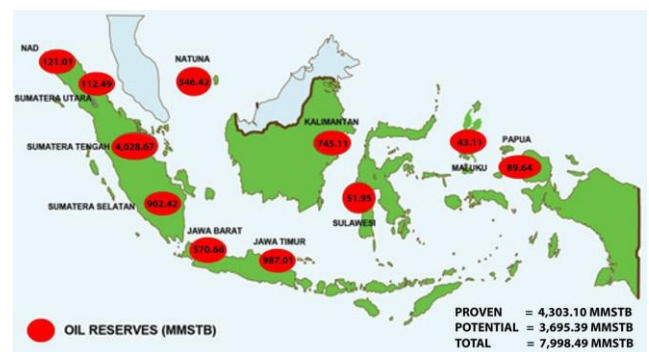 NAD
121.01
NATUNA
346.42
112.49
SUMATERA UTARA
KALIMANTAN
745.11
43.11
PAPUA
SUMATERA TENGAH
4,028.67
MALUKU
89.64
SUMATERA SELATAN
902.42
51.95
SULAWESI
JAWA BARAT
570.66
JAWA TIMUR
987.01
OIL RESERVES (MMSTB)
PROVEN = 4,303.10 MMSTB
POTENTIAL = 3,695.39 MMSTB
TOTAL = 7,998.49 MMSTB